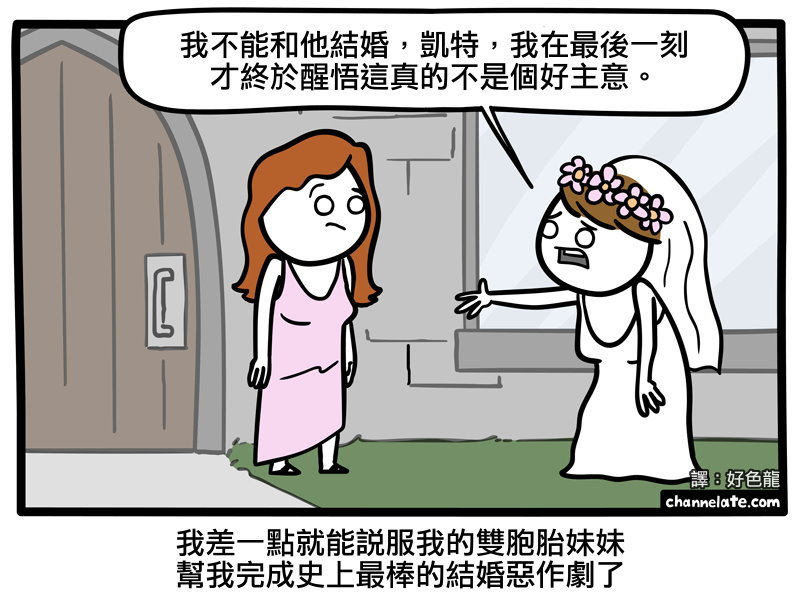 我不能和他結婚，凱特，我在最後一刻
才終於醒悟這真的不是個好主意。
譯：好色龍
channelate.com
我差一點就能説服我的雙胞胎妹妹
幫我完成史上最棒的結婚惡作劇了